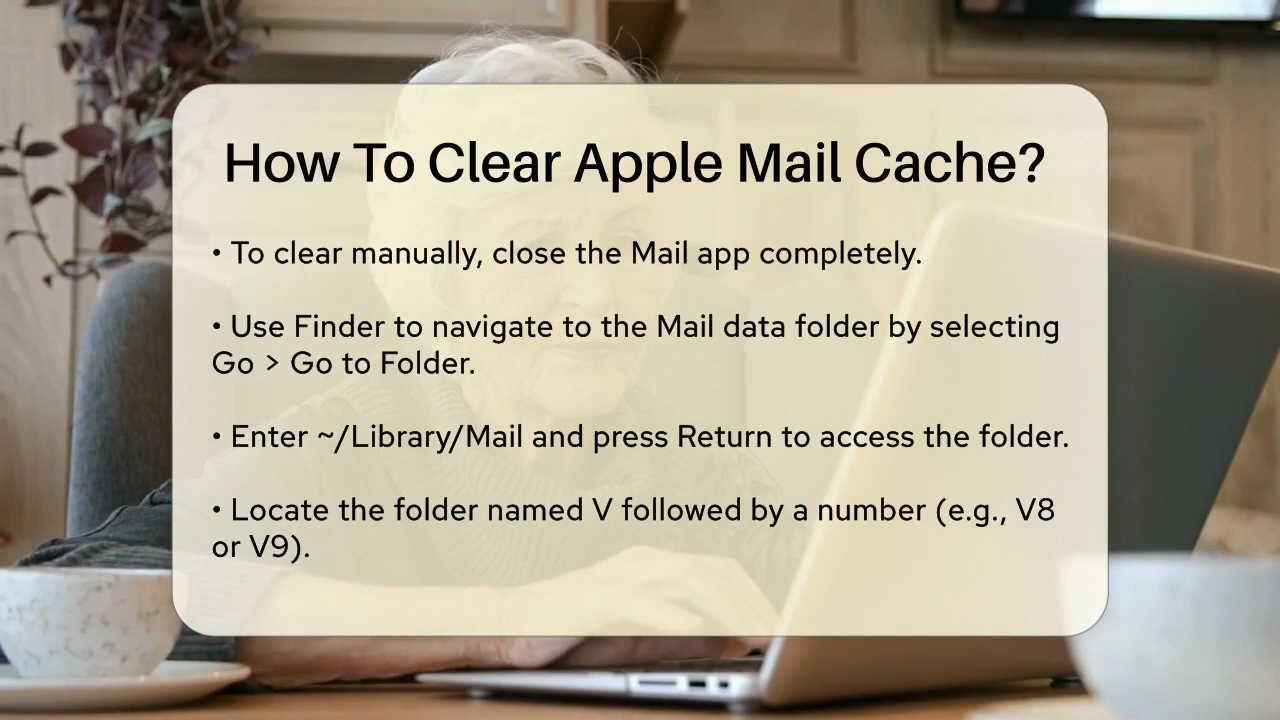 How To Clear Apple Mail Cache?
• To clear manually, close the Mail app completely.
• Use Finder to navigate to the Mail data folder by selecting
Go > Go to Folder.
• Enter ~/Library/Mail and press Return to access the folder.
• Locate the folder named V followed by a number (e.g., V8
or V9).